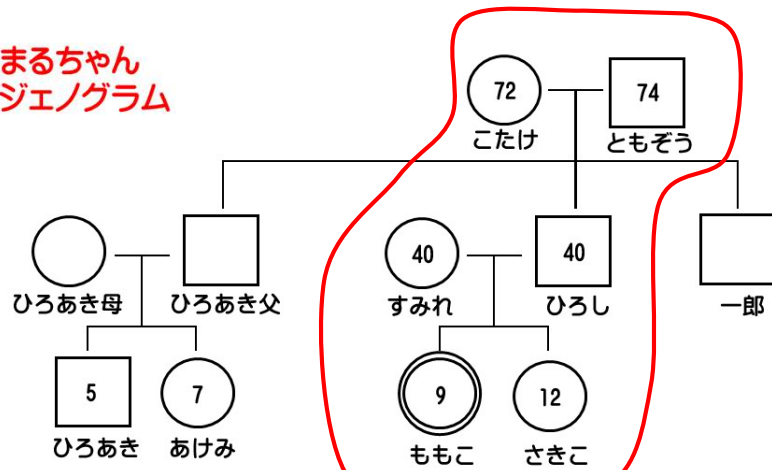 まるちゃん
ジェノグラム
72
74
こたけ
ともぞう
40
40
ひろあき母
ひろあき父
すみれ
ひろし
一郎
5
7
9
12
ひろあき
あけみ
ももこ
さきこ